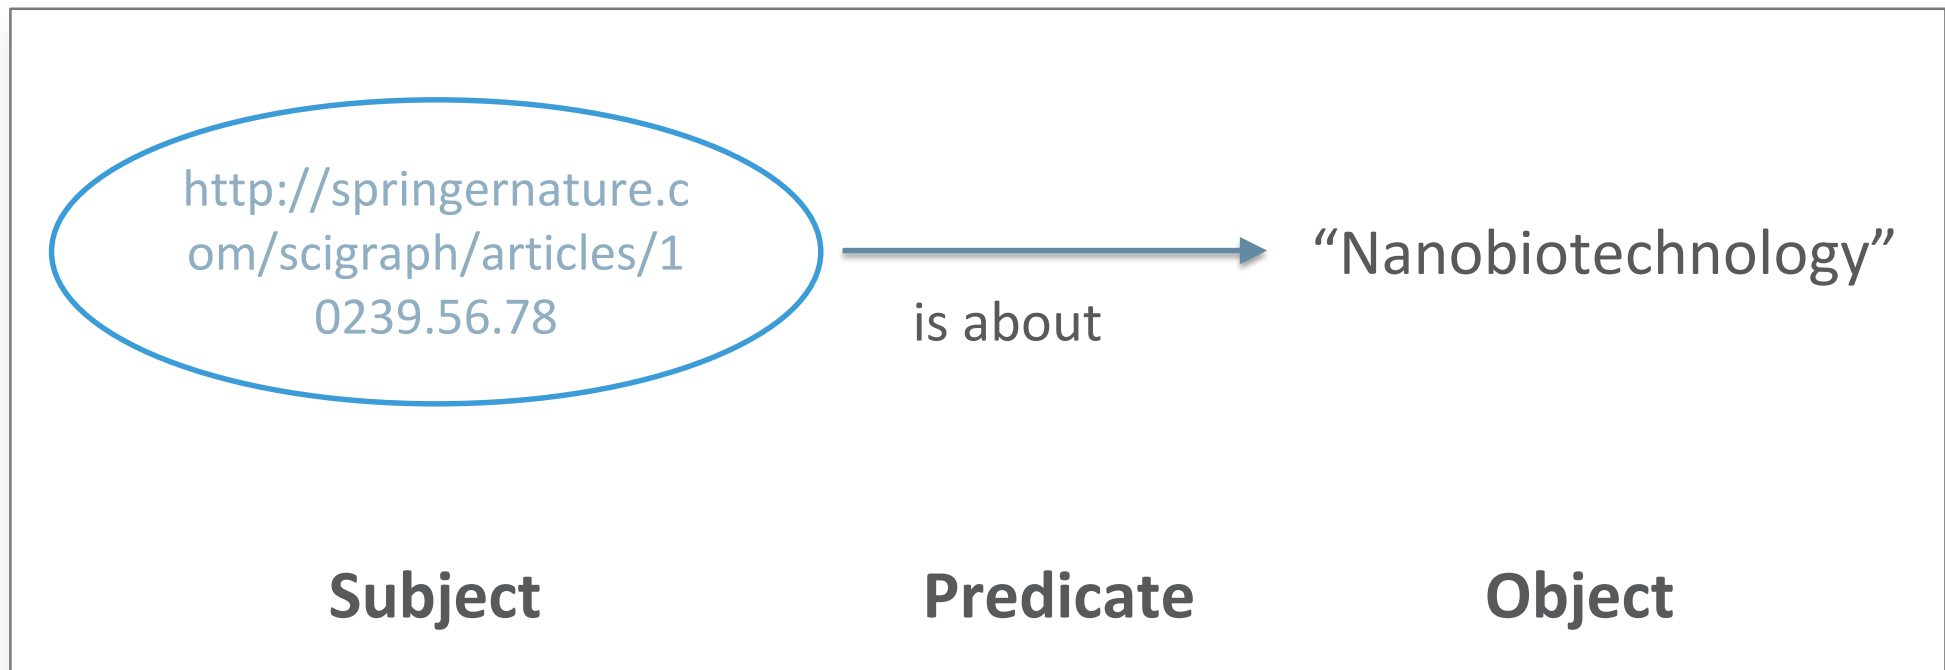 http://springernature.c
om/scigraph/articles/1
0239.56.78
is about
“Nanobiotechnology”
Subject
Predicate
Object